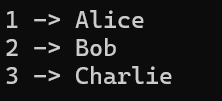 1 -> Alice
2 -> Bob
3 -> Charlie